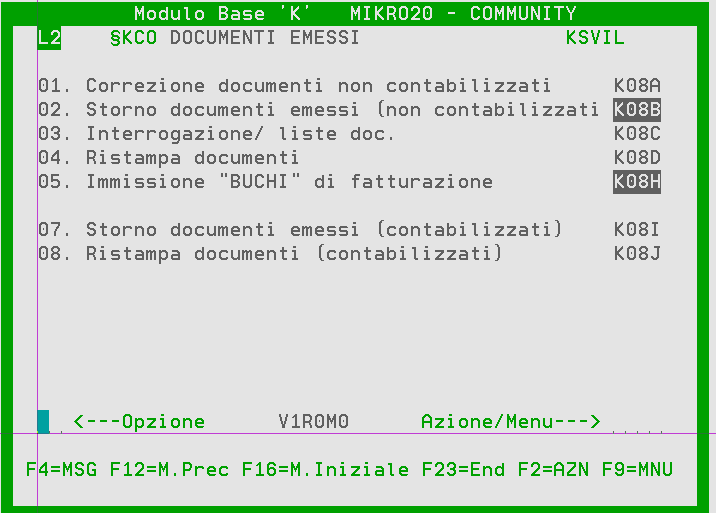 Modulo Base 'K' MIKRO20 - COMMUNITY
L2 §KCO DOCUMENTI EMESSI KSVIL
01. Correzione documenti non contabilizzati K08A
02. Storno documenti emessi (non contabilizzati K08B
03. Interrogazione/ liste doc. K08C
04. Ristampa documenti K08D
05. Immissione "BUCHI" di fatturazione K08H
07. Storno documenti emessi (contabilizzati) K08I
08. Ristampa documenti (contabilizzati) K08J
<---Opzione V1R0M0 Azione/Menu--->
F4=MSG F12=M.Prec F16=M.Iniziale F23=End F2=AZN F9=MNU